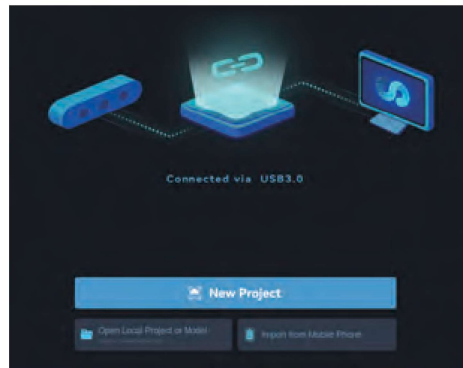 Connected via USB3.0
New Project
Open Local Project or Model
Import from Mobile Phone